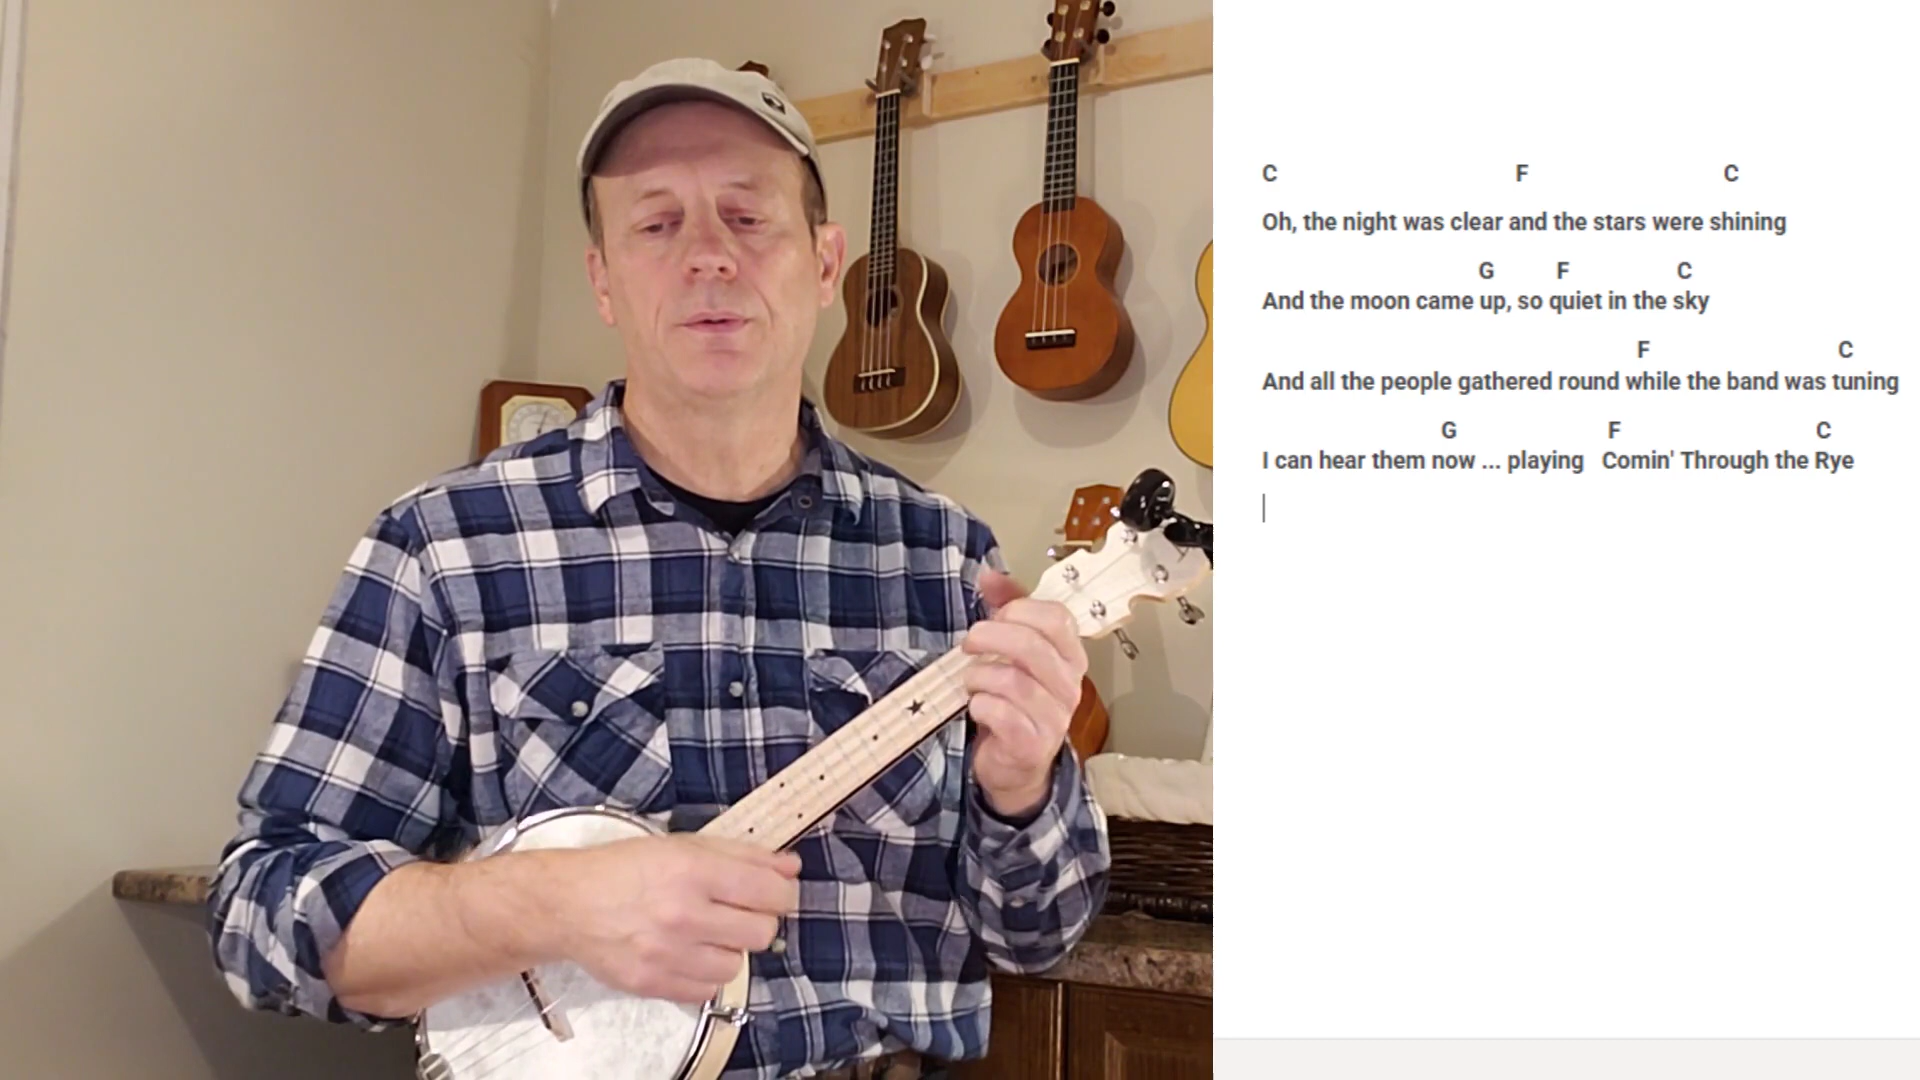 C F C
Oh, the night was clear and the stars were shining
G F C
And the moon came up, so quiet in the sky
F C
And all the people gathered round while the band was tuning
G F C
I can hear them now ... playing Comin' Through the Rye